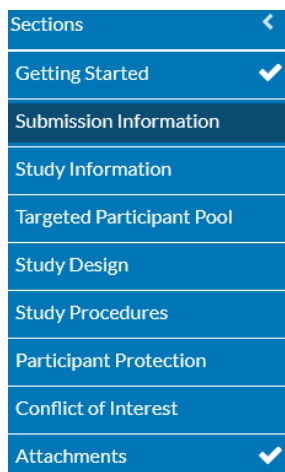 Sections
Getting Started
Submission Information
Study Information
Targeted Participant Pool
Study Design
Study Procedures
Participant Protection
Conflict of Interest
Attachments